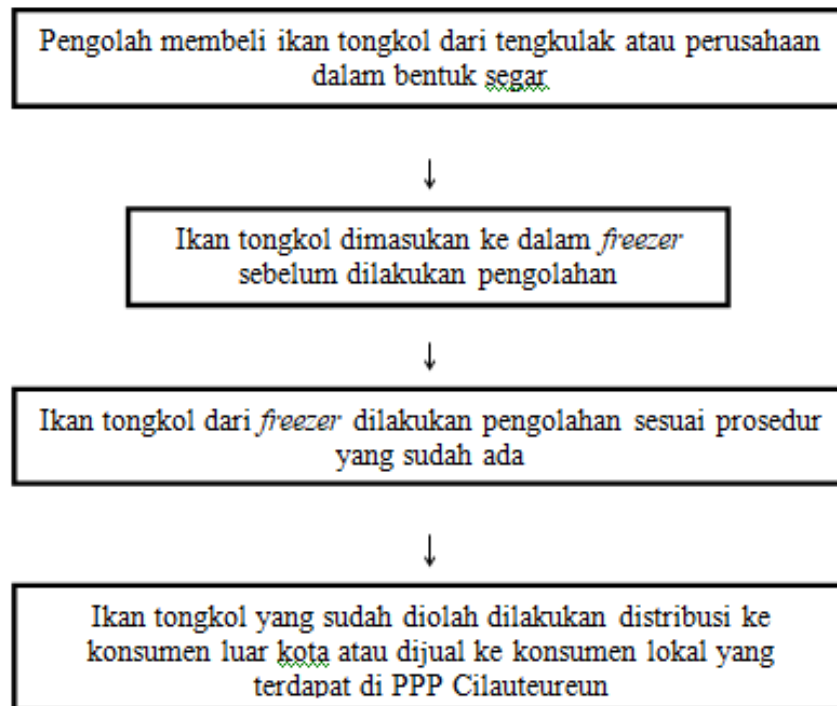 Pengolah membeli ikan tongkol dari tengkulak atau perusahaan
dalam bentuk segar
↓
Ikan tongkol dimasukan ke dalam freezer
sebelum dilakukan pengolahan
↓
Ikan tongkol dari freezer dilakukan pengolahan sesuai prosedur
yang sudah ada
↓
Ikan tongkol yang sudah diolah dilakukan distribusi ke
konsumen luar kota atau dijual ke konsumen lokal yang
terdapat di PPP Cilauteureun